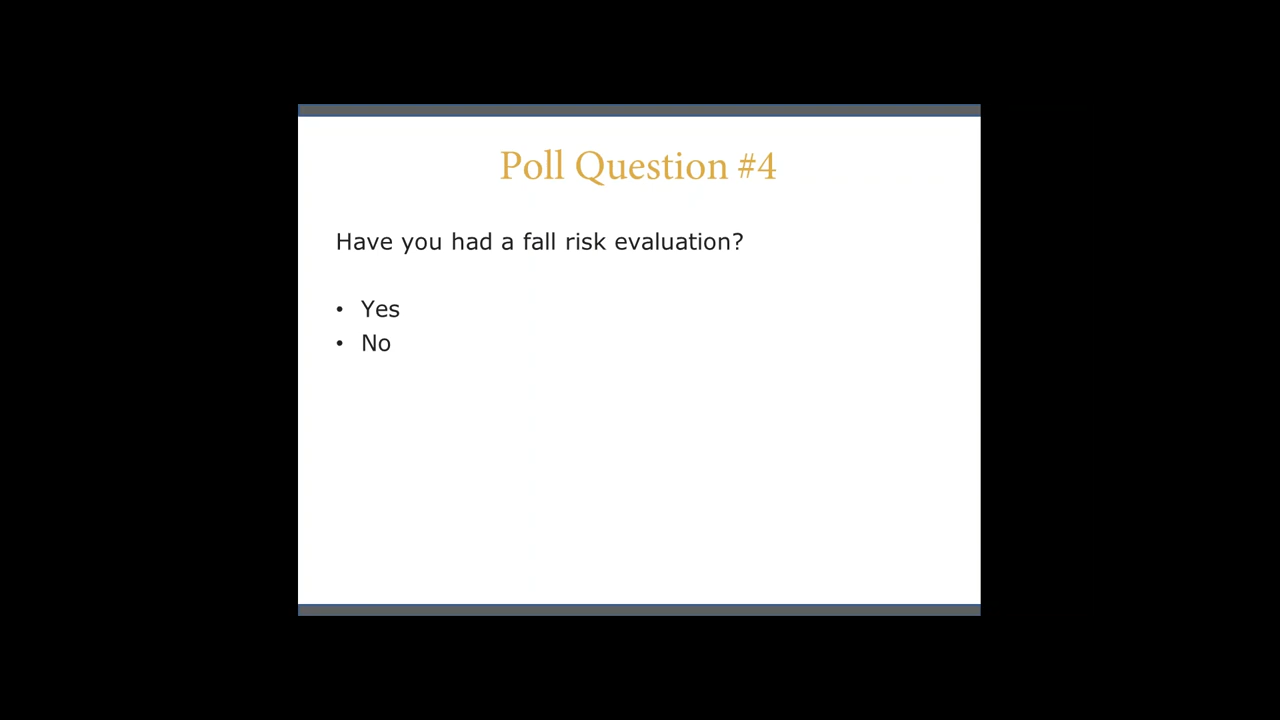 Poll Question #4
Have you had a fall risk evaluation?
• Yes
• No